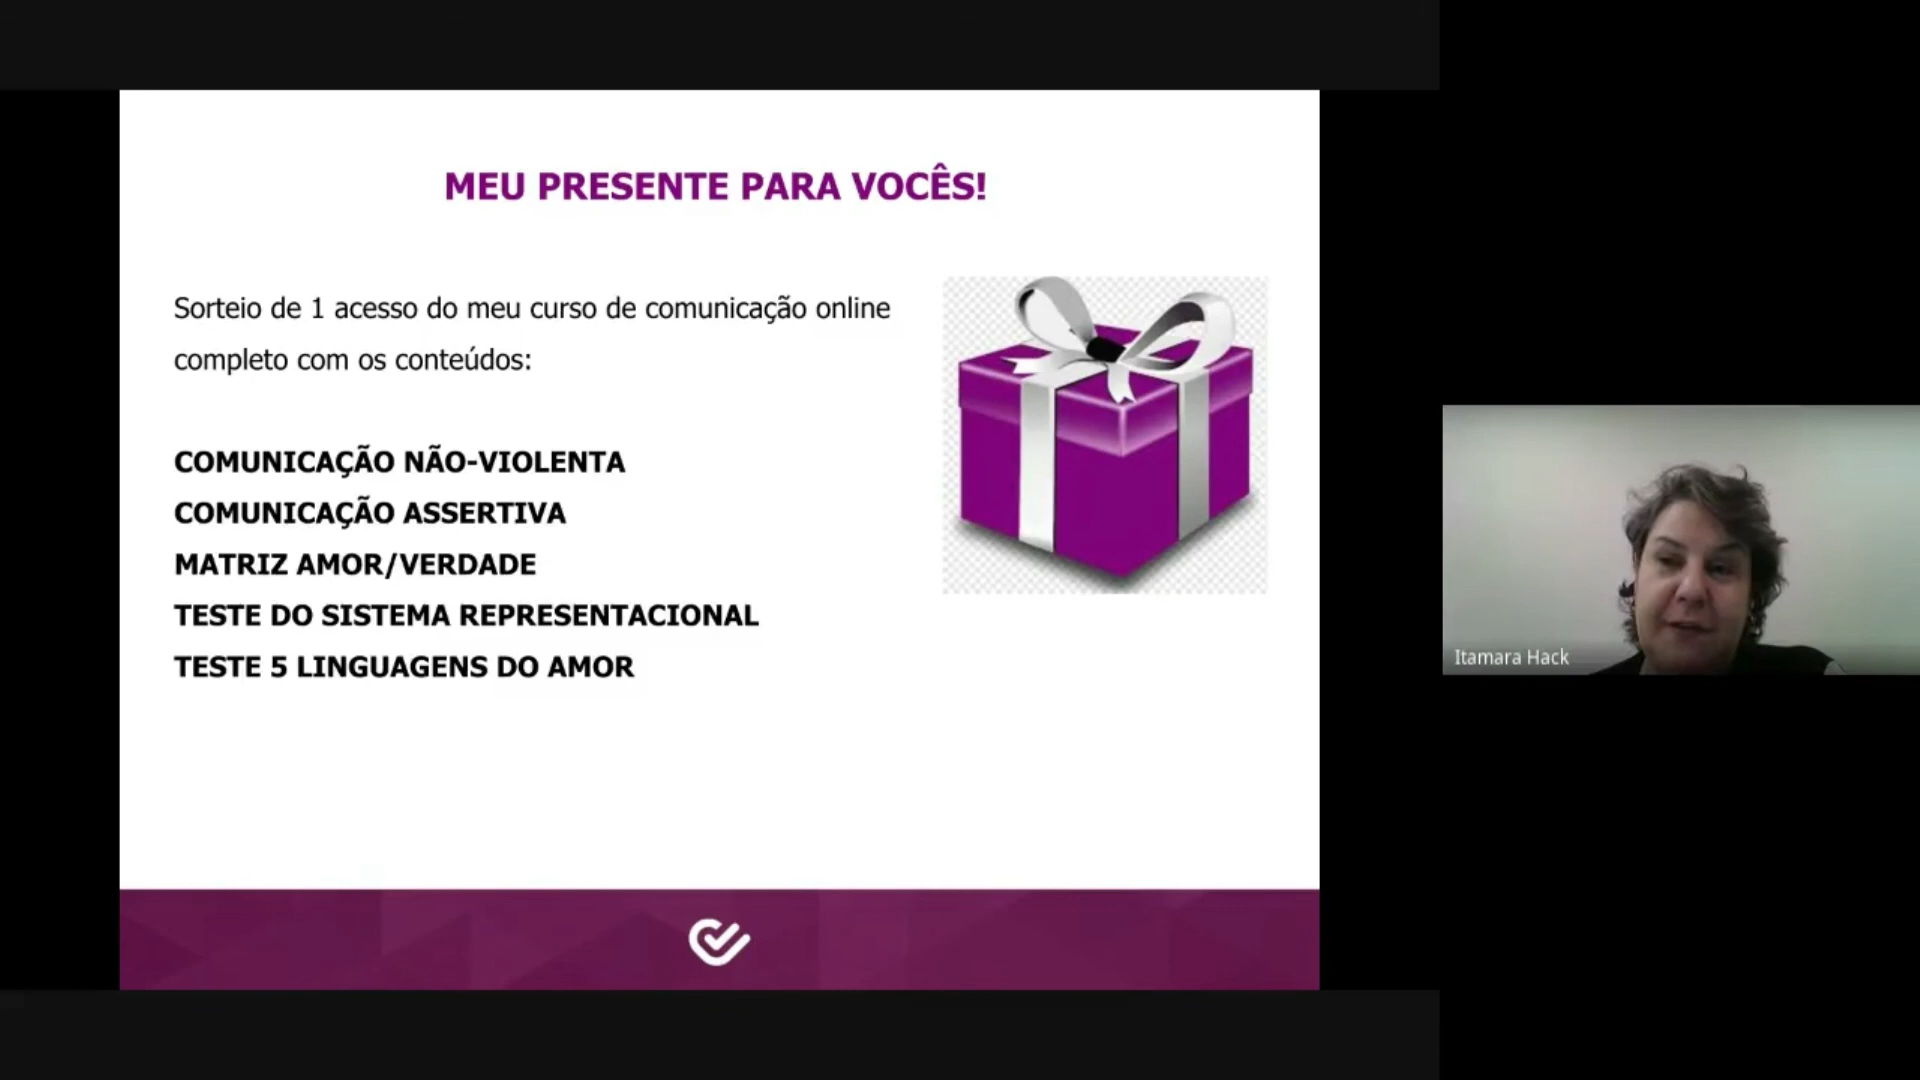 MEU PRESENTE PARA VOCÊS!
Sorteio de 1 acesso do meu curso de comunicação online
completo com os conteúdos:
COMUNICAÇÃO NÃO-VIOLENTA
COMUNICAÇÃO ASSERTIVA
MATRIZ AMOR/VERDADE
TESTE DO SISTEMA REPRESENTACIONAL
TESTE 5 LINGUAGENS DO AMOR
Itamara Hack